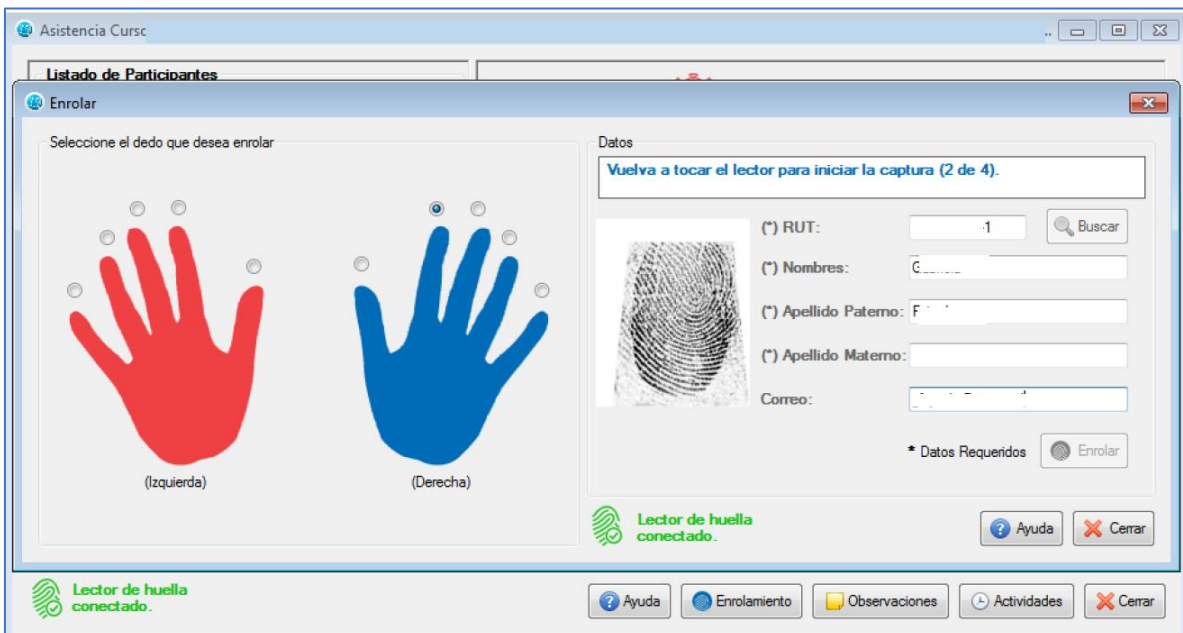 Asistencia Curso
Listado de Participantes
Enrolar
Seleccione el dedo que desea enrolar
(Izquierda)
(Derecha)
Datos
Vuelva a tocar el lector para iniciar la captura (2 de 4).
(*) RUT:
-1
Buscar
(*) Nombres:
(*) Apellido Paterno:
(*) Apellido Materno:
Correo:
* Datos Requeridos
Enrolar
Lector de huella
conectado.
Ayuda
Cerrar
Lector de huella
conectado.
Ayuda
Enrolamiento
Observaciones
Actividades
Cerrar